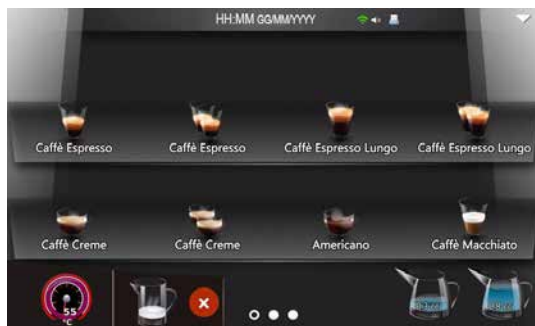 HH:MM GG/MM/YYYY
Caffè Espresso
Caffè Espresso
Caffè Espresso Lungo
Caffè Espresso Lungo
Caffè Creme
Caffè Creme
Americano
Caffè Macchiato
55
°C